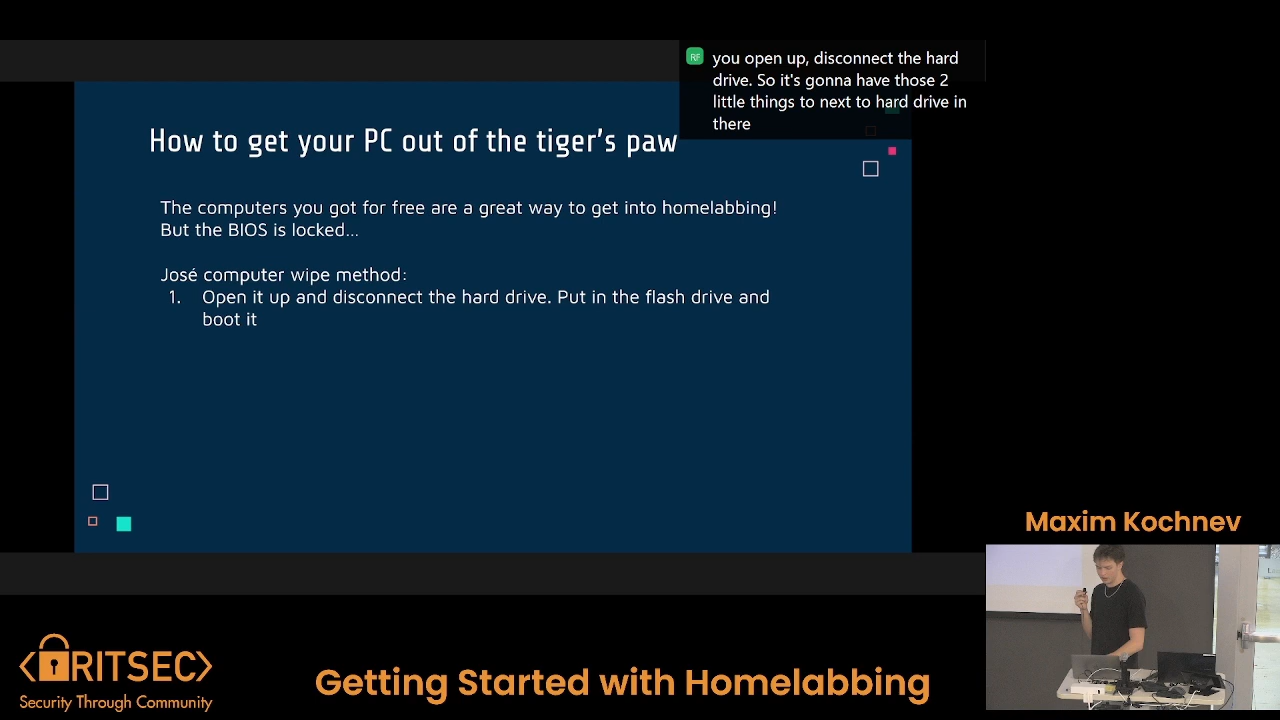 RF
you open up, disconnect the hard
drive. So it's gonna have those 2
little things to next to hard drive in
there
How to get your PC out of the tiger's paw
The computers you got for free are a great way to get into homelabbing!
But the BIOS is locked...
José computer wipe method:
1. Open it up and disconnect the hard drive. Put in the flash drive and
boot it
Maxim Kochnev
<RITSEC>
Security Through Community
Getting Started with Homelabbing